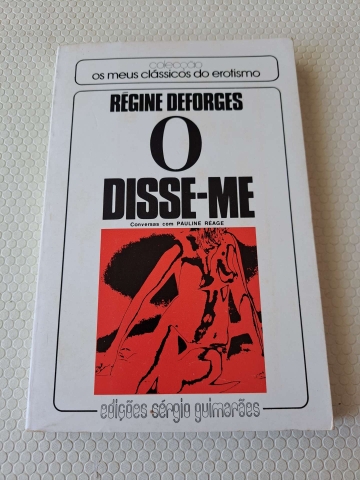 colecção
os meus clássicos do erotismo
RÉGINE DEFORGES
O
DISSE-ME
Conversas com PAULINE REAGE
edições sérgio guimarães